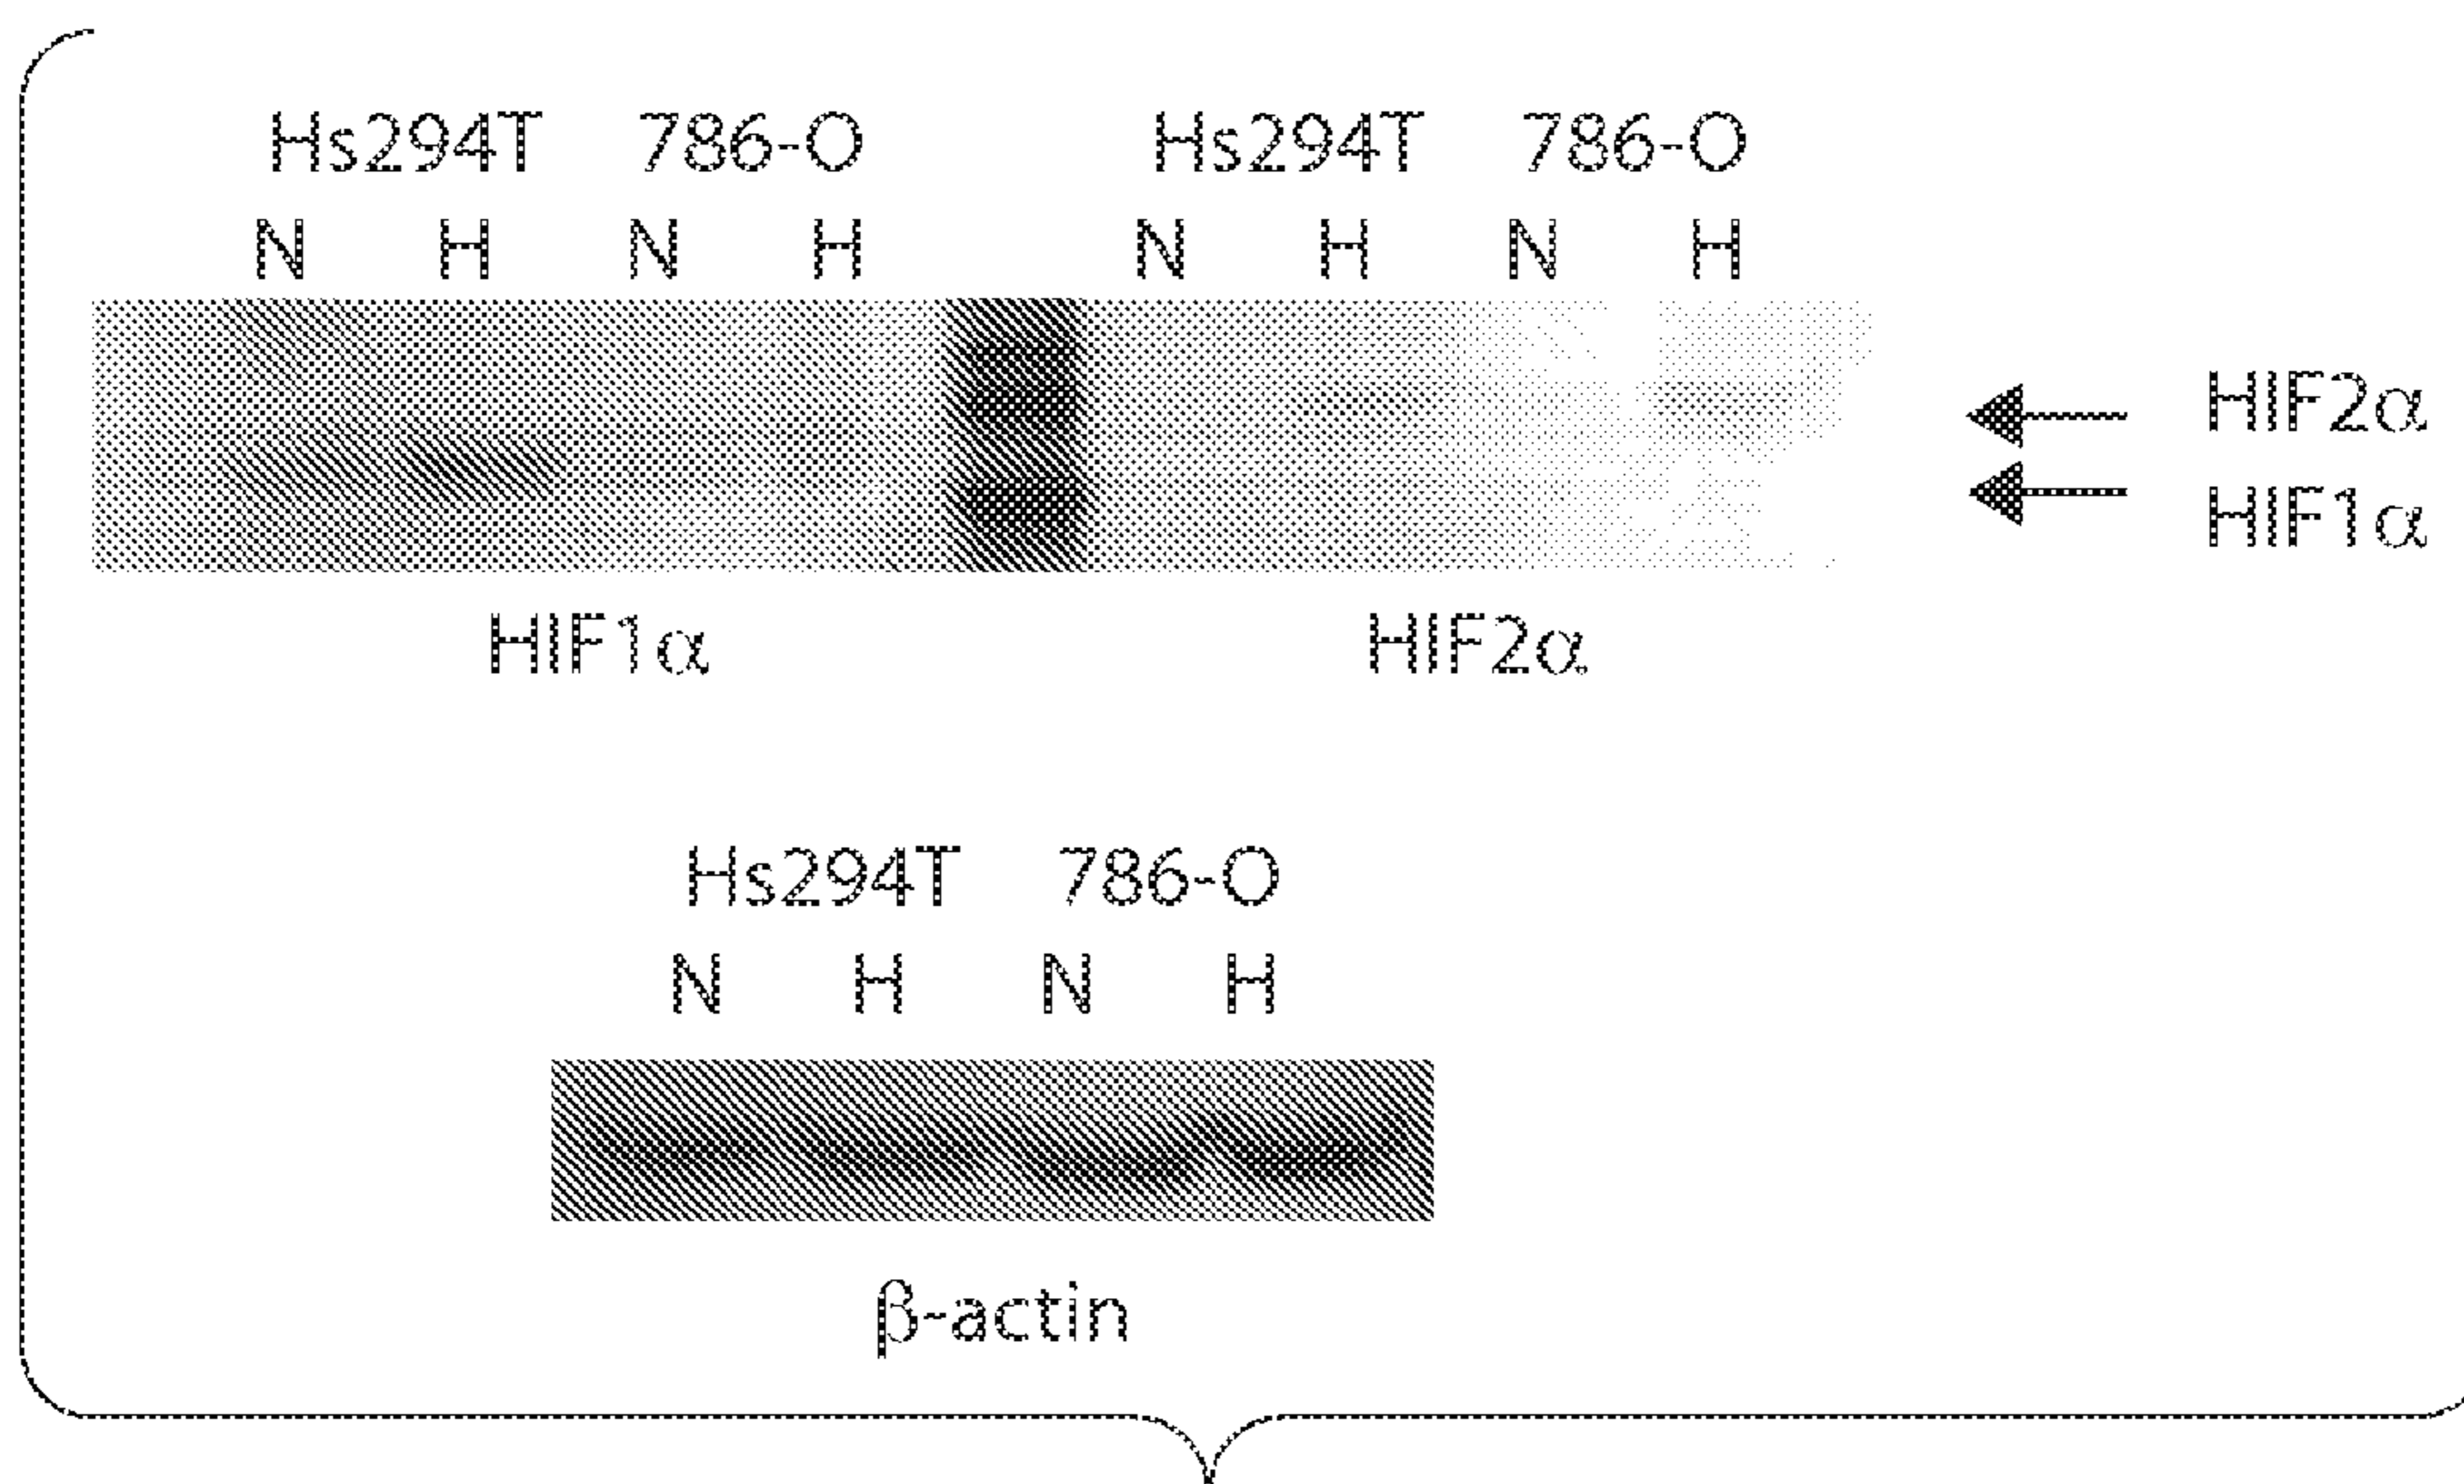 Hs294T 786-O Hs294T 786-O
N H N H N H N H
HIF2α
HIF1α
HIF1α HIF2α
Hs294T 786-O
N H N H
β-actin